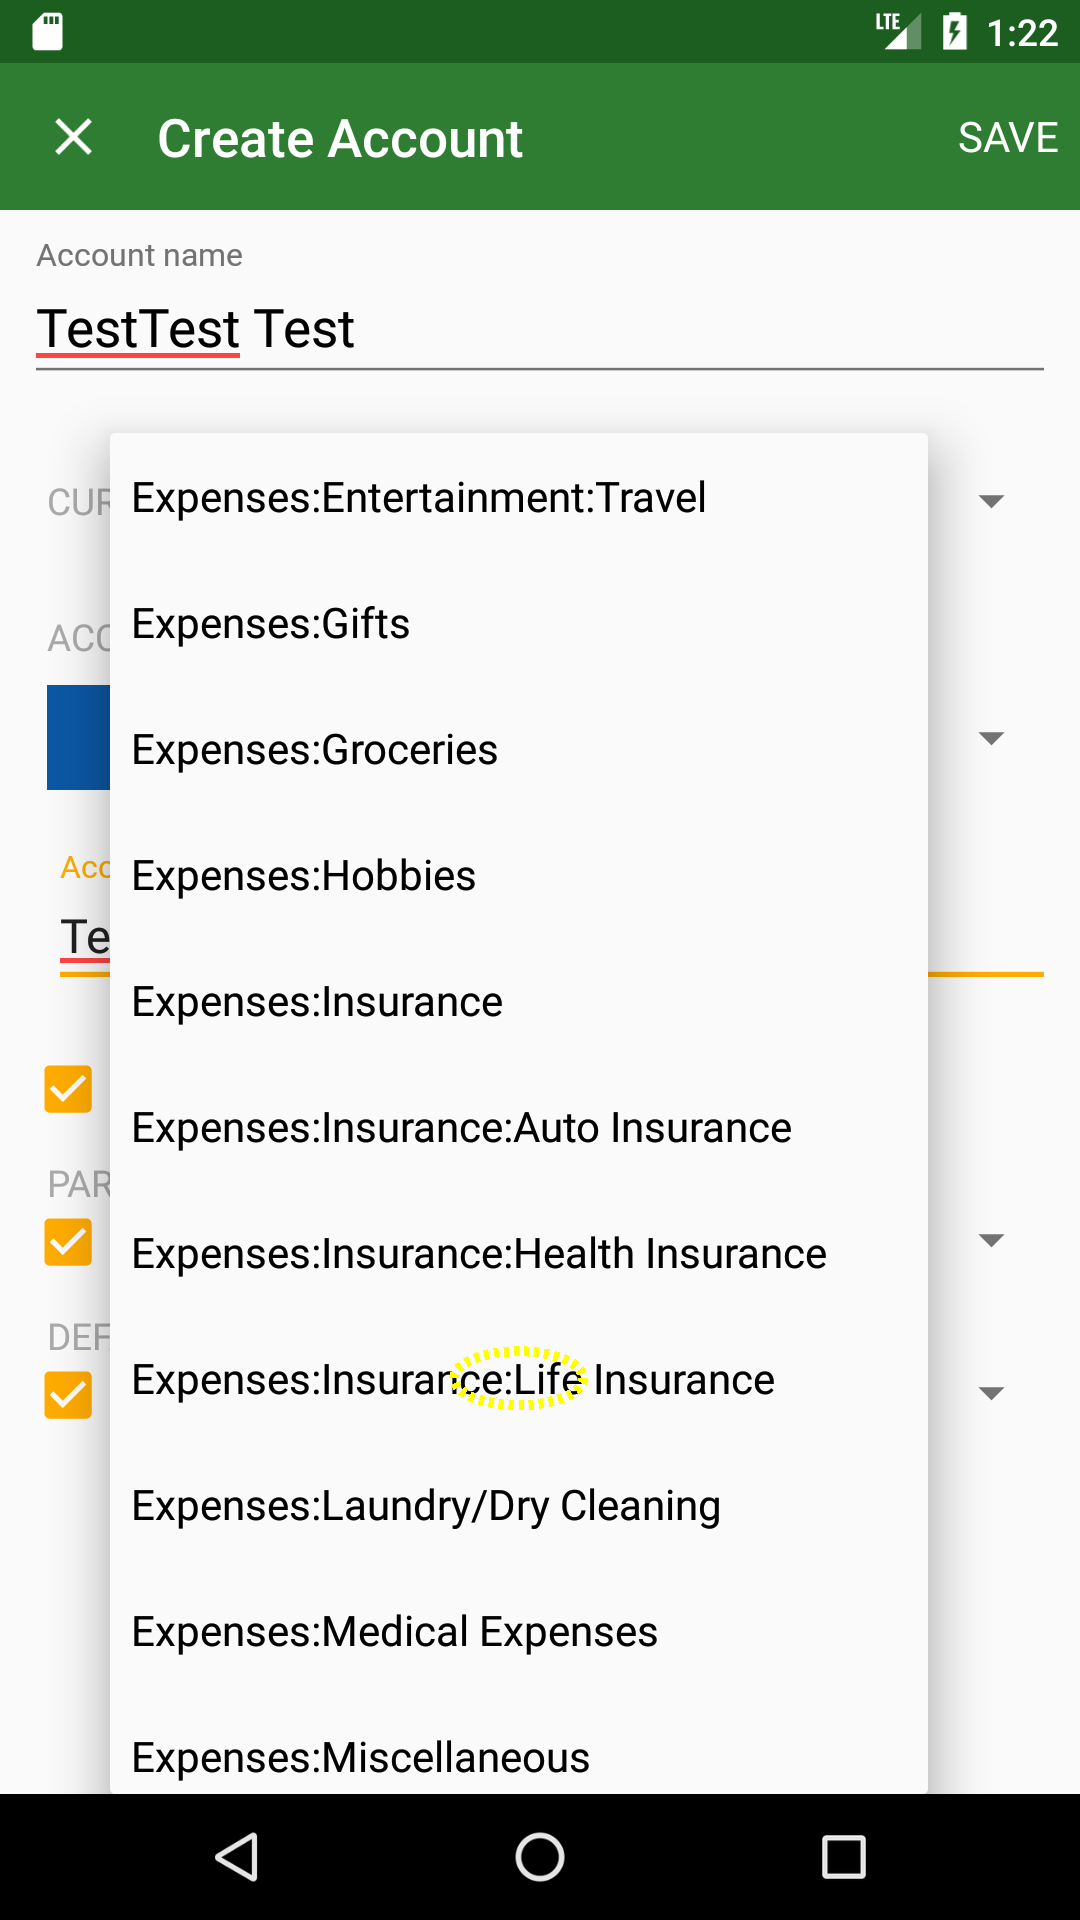 LTE 1:22
Create Account SAVE
Account name
TestTest Test
CUR
Expenses:Entertainment:Travel
Expenses:Gifts
ACC
Expenses:Groceries
Acc
Expenses:Hobbies
Te
Expenses:Insurance
Expenses:Insurance:Auto Insurance
PAR
Expenses:Insurance:Health Insurance
DEF
Expenses:Insurance:Life Insurance
Expenses:Laundry/Dry Cleaning
Expenses:Medical Expenses
Expenses:Miscellaneous